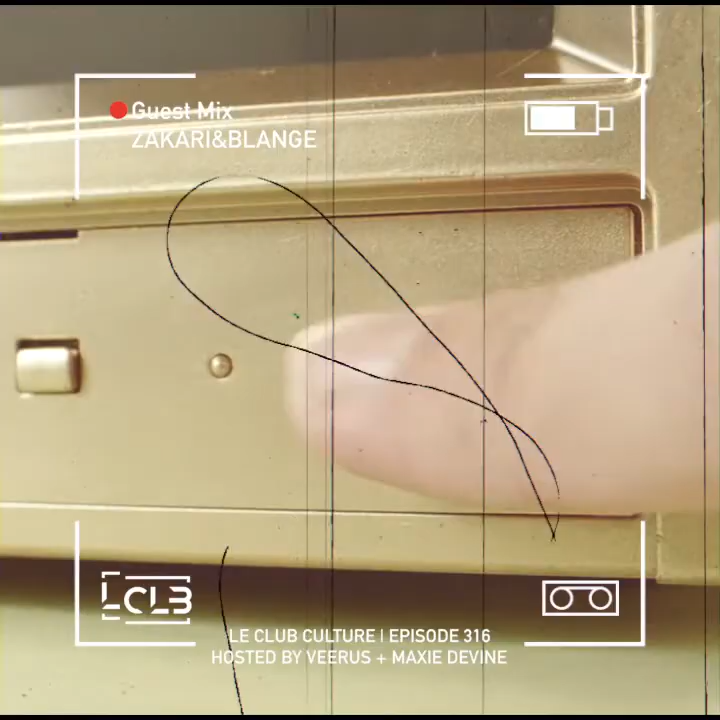 Guest Mix
ZAKARI&BLANGE
LCLB
LE CLUB CULTURE | EPISODE 316
HOSTED BY VEERUS + MAXIE DEVINE